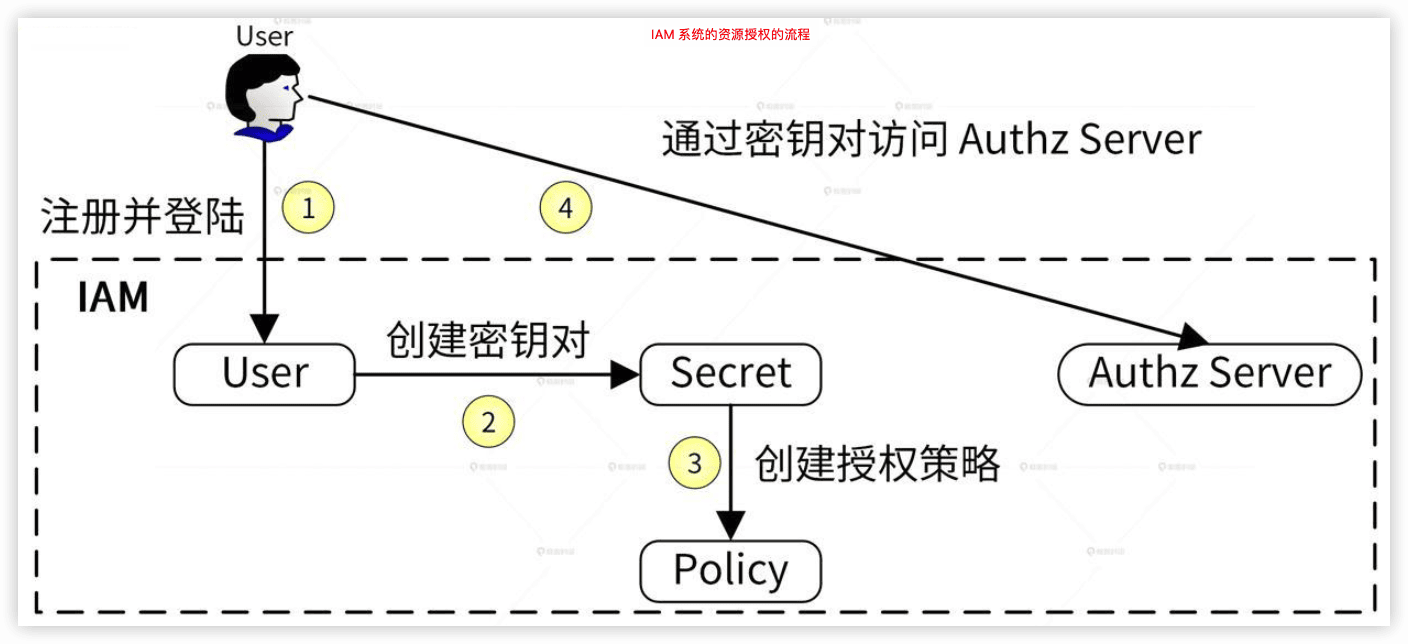 IAM 系统的资源授权的流程
User
通过密钥对访问 Authz Server
注册并登陆
1
4
IAM
创建密钥对
User
Secret
Authz Server
2
3
创建授权策略
Policy